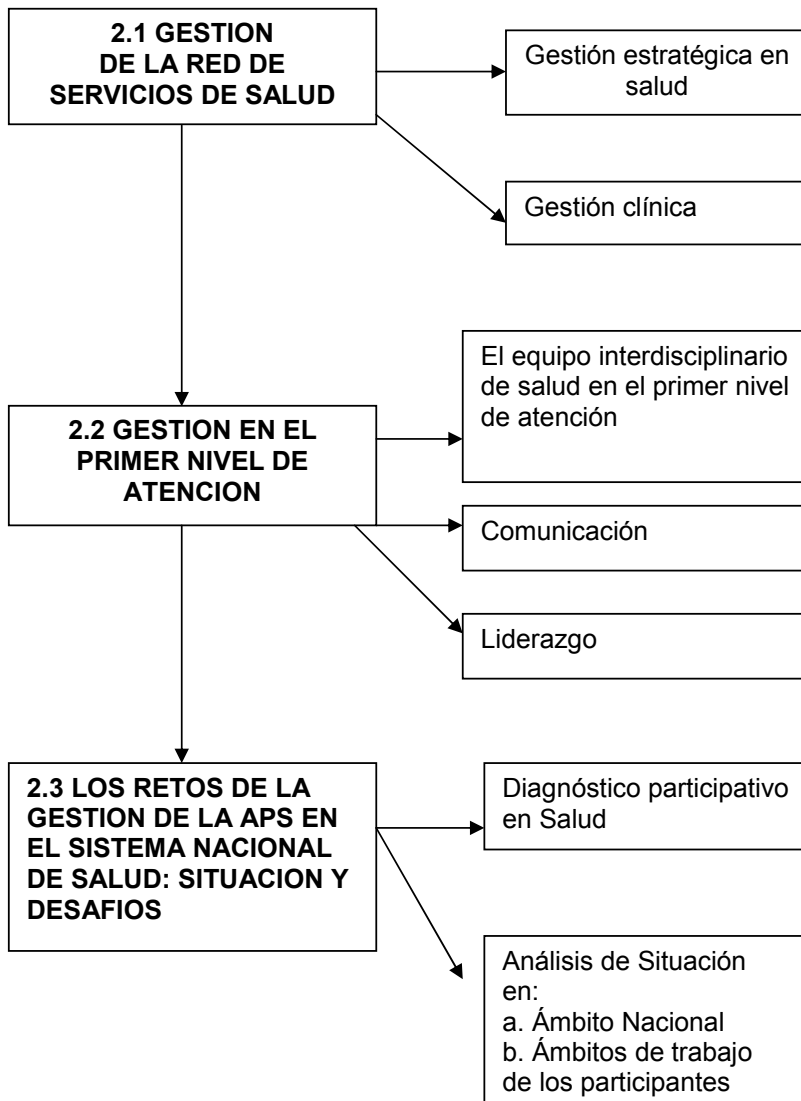 2.1 GESTION
DE LA RED DE
SERVICIOS DE SALUD
Gestión estratégica en
salud
Gestión clínica
El equipo interdisciplinario
de salud en el primer nivel
de atención
2.2 GESTION EN EL
PRIMER NIVEL DE
ATENCION
Comunicación
Liderazgo
2.3 LOS RETOS DE LA
GESTION DE LA APS EN
EL SISTEMA NACIONAL
DE SALUD: SITUACION Y
DESAFIOS
Diagnóstico participativo
en Salud
Análisis de Situación
en:
a. Ámbito Nacional
b. Ámbitos de trabajo
de los participantes